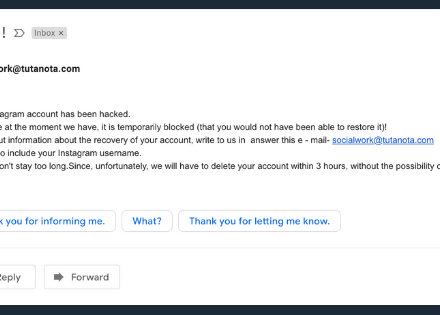 ! Inbox ×
ork@tutanota.com
agram account has been hacked.
e at the moment we have, it is temporarily blocked (that you would not have been able to restore it)!
ut information about the recovery of your account, write to us in answer this e - mail- socialwork@tutanota.com
o include your Instagram username.
on't stay too long.Since, unfortunately, we will have to delete your account within 3 hours, without the possibility o
k you for informing me. What? Thank you for letting me know.
Reply Forward